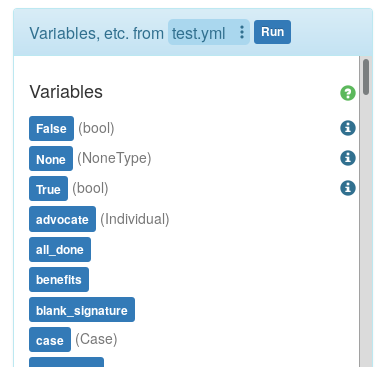 Variables, etc. from test.yml Run
Variables
False (bool)
None (NoneType)
True (bool)
advocate (Individual)
all_done
benefits
blank_signature
case (Case)